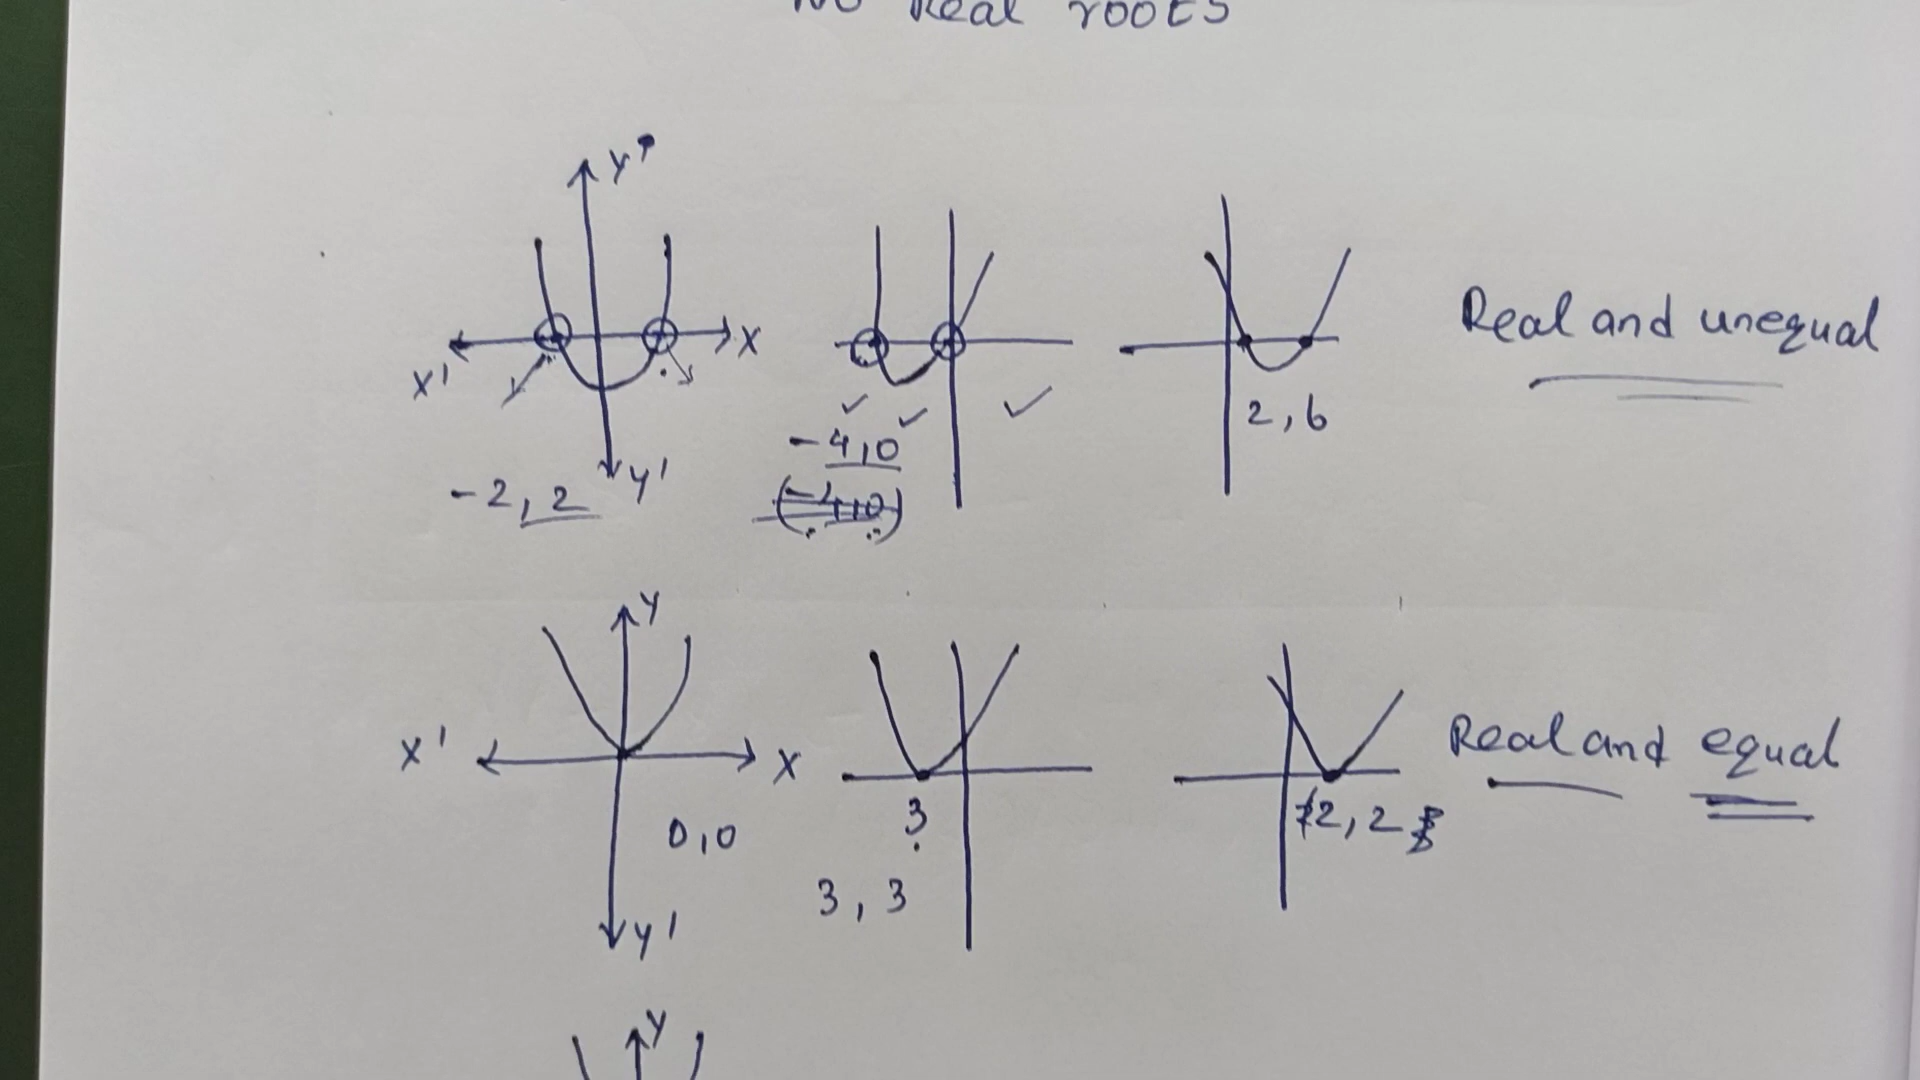 No Real roots
Y
X' X
Y'
-2, 2
-4,0
2,6
Real and unequal
Y
X' X
Y'
0,0
3
3, 3
2, 2
Real and equal
Y